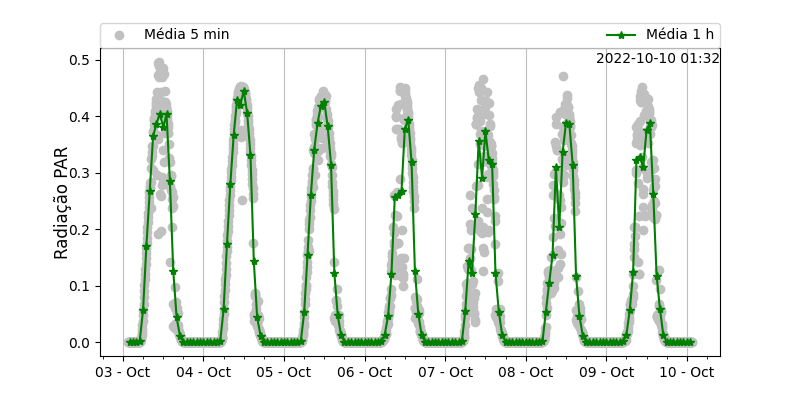 Média 5 min
Média 1 h
2022-10-10 01:32
Radiação PAR
0.5
0.4
0.3
0.2
0.1
0.0
03 - Oct 04 - Oct 05 - Oct 06 - Oct 07 - Oct 08 - Oct 09 - Oct 10 - Oct